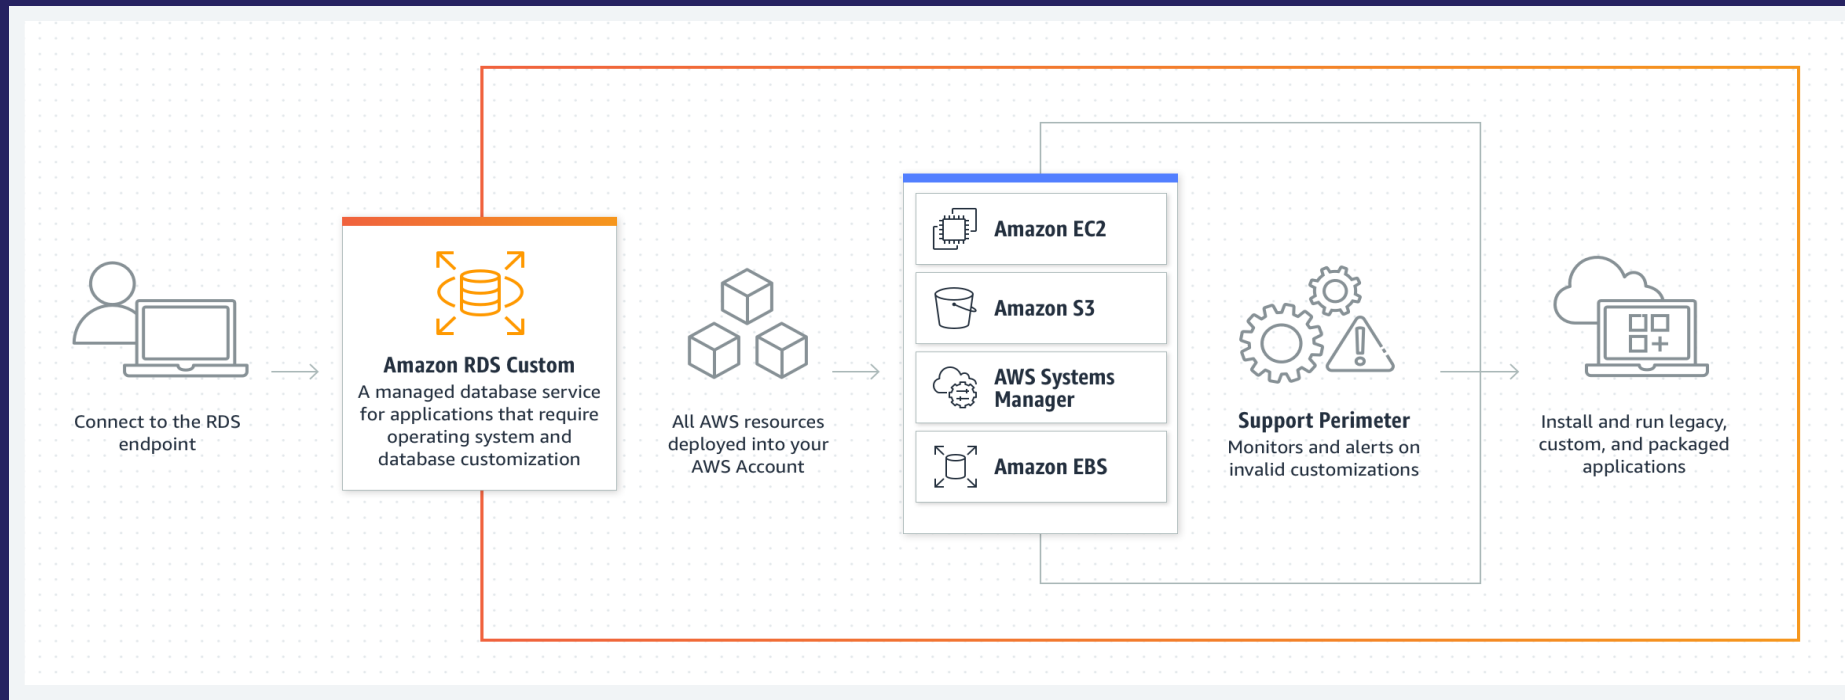 Connect to the RDS
endpoint
Amazon RDS Custom
A managed database service
for applications that require
operating system and
database customization
All AWS resources
deployed into your
AWS Account
Amazon EC2
Amazon S3
AWS Systems
Manager
Amazon EBS
Support Perimeter
Monitors and alerts on
invalid customizations
Install and run legacy,
custom, and packaged
applications